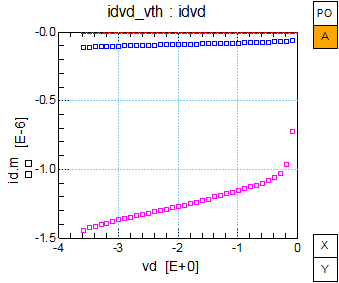 idvd_vth : idvd
PO
A
-0.0
-0.5
-1.0
-1.5
id.m [E-6]
-4
-3
-2
-1
0
vd [E+0]
X
Y